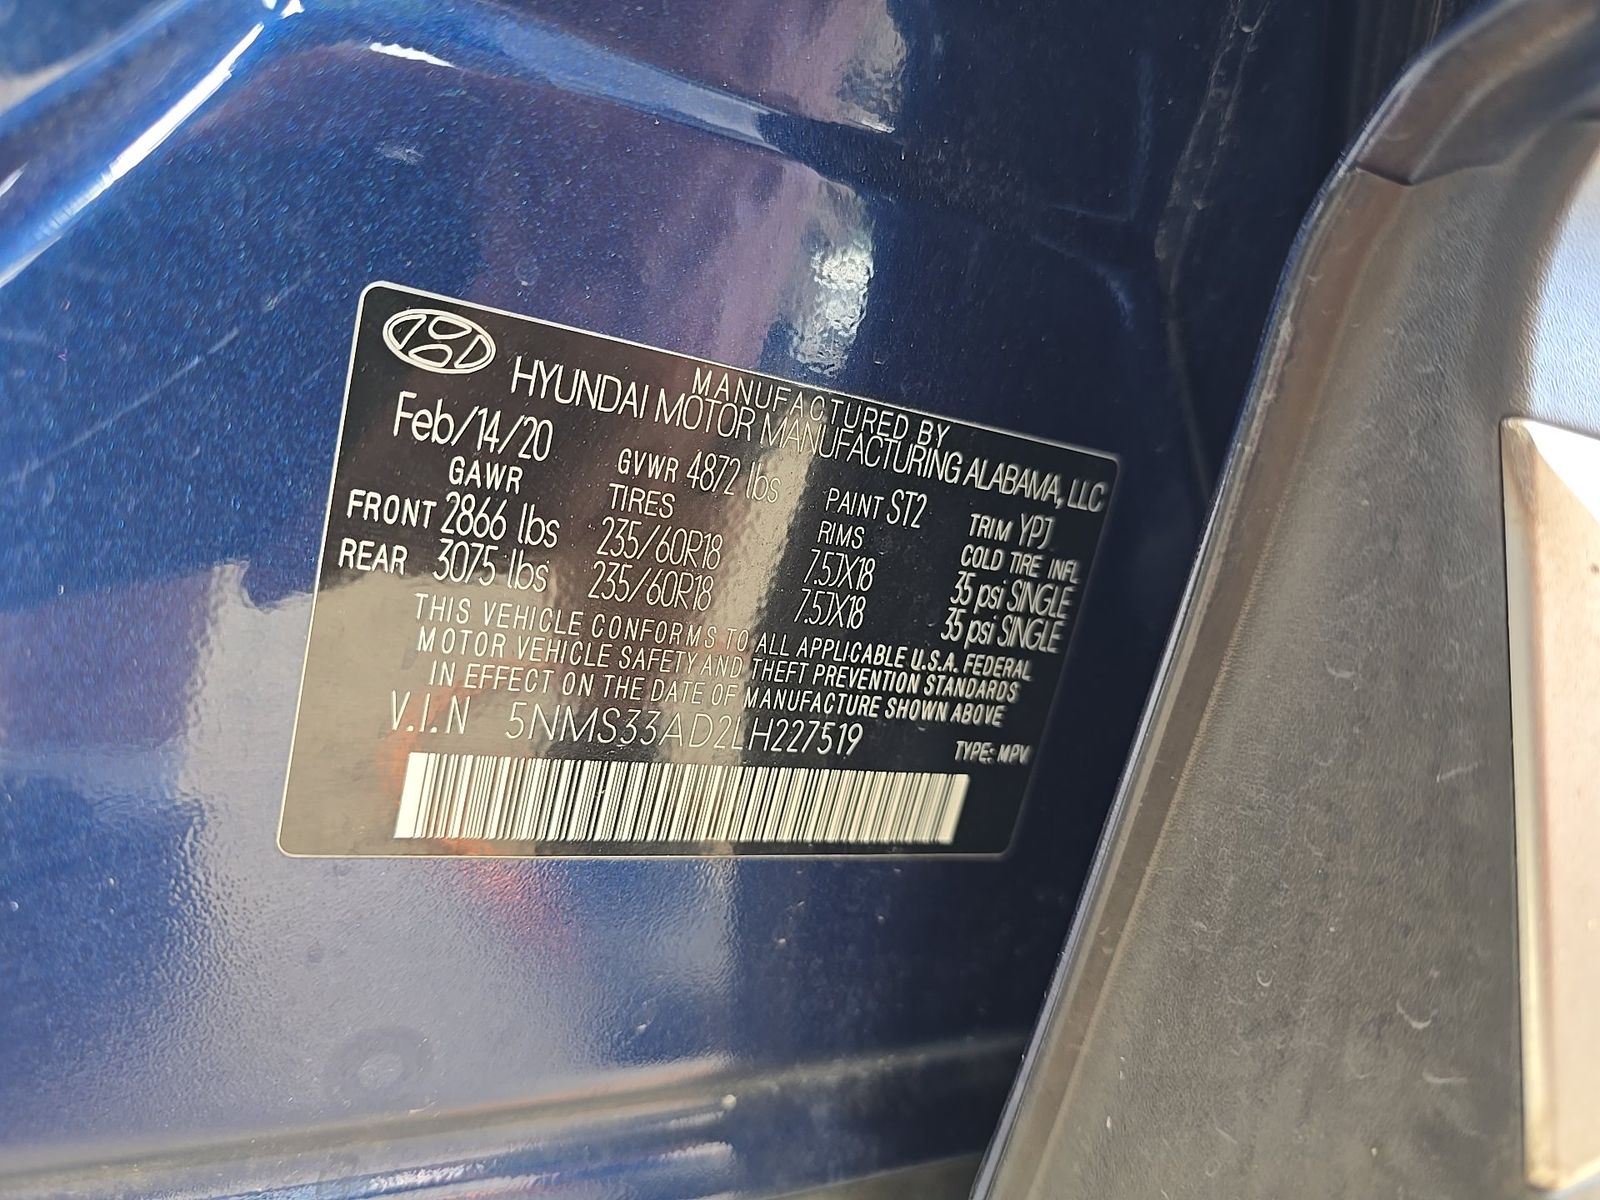 MANUFACTURED BY
HYUNDAI MOTOR MANUFACTURING ALABAMA, LLC
Feb/14/20 GVWR 4872 lbs PAINT ST2 TRIM YPJ
GAWR TIRES RIMS COLD TIRE INFL
FRONT 2866 lbs 235/60R18 7.5JX18 35 psi SINGLE
REAR 3075 lbs 235/60R18 7.5JX18 35 psi SINGLE
THIS VEHICLE CONFORMS TO ALL APPLICABLE U.S.A. FEDERAL
MOTOR VEHICLE SAFETY AND THEFT PREVENTION STANDARDS
IN EFFECT ON THE DATE OF MANUFACTURE SHOWN ABOVE
V.I.N 5NMS33AD2LH227519 TYPE: MPV